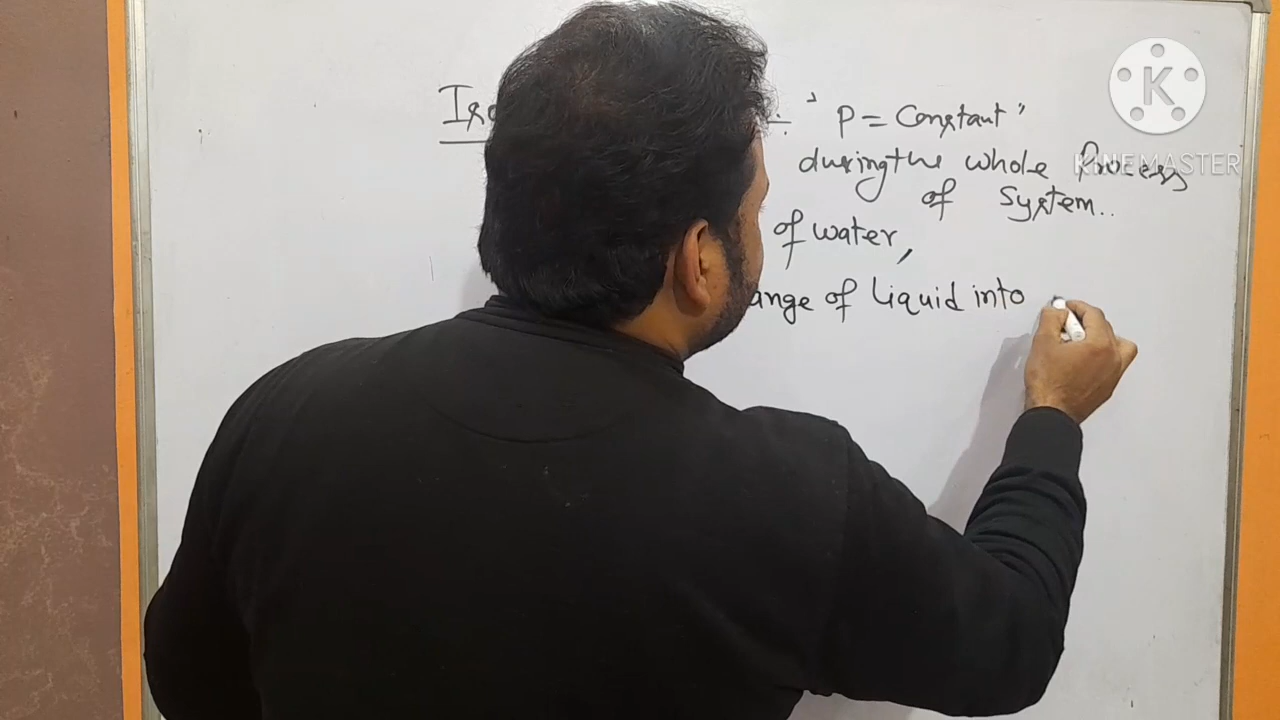 :- "P = Constant"
during the whole Process
of System..
of water,
ange of liquid into
K
KINEMASTER